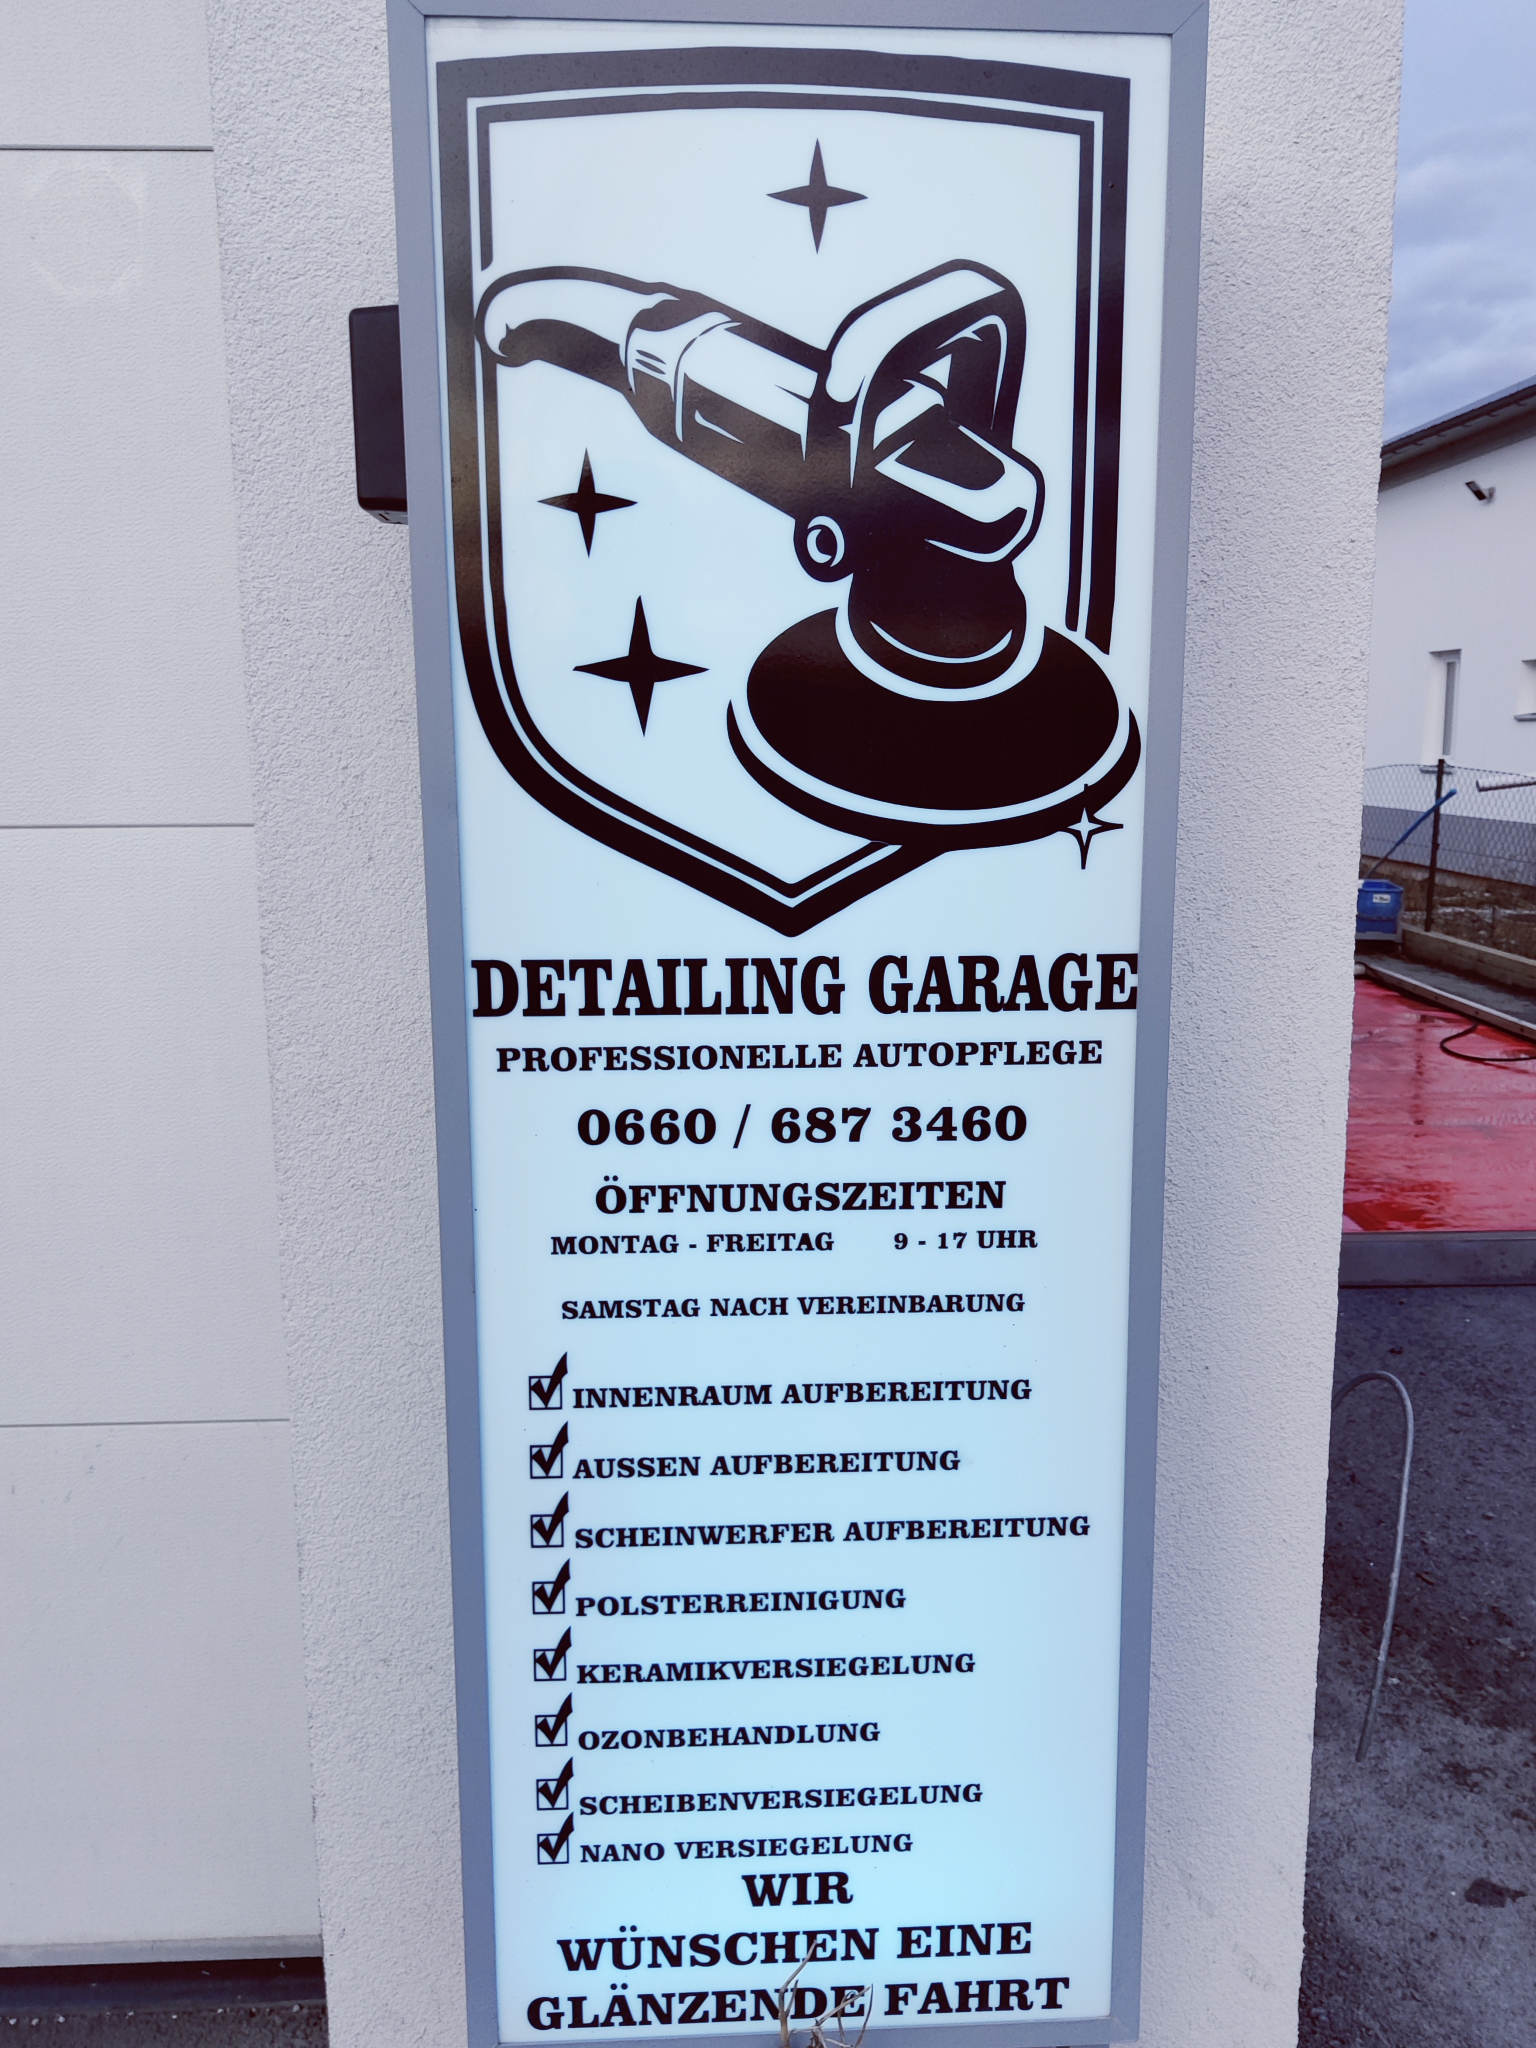 DETAILING GARAGE
PROFESSIONELLE AUTOPFLEGE
0660 / 687 3460
ÖFFNUNGSZEITEN
MONTAG - FREITAG 9 - 17 UHR
SAMSTAG NACH VEREINBARUNG
INNENRAUM AUFBEREITUNG
AUSSEN AUFBEREITUNG
SCHEINWERFER AUFBEREITUNG
POLSTERREINIGUNG
KERAMIKVERSIEGELUNG
OZONBEHANDLUNG
SCHEIBENVERSIEGELUNG
NANO VERSIEGELUNG
WIR
WÜNSCHEN EINE
GLÄNZENDE FAHRT